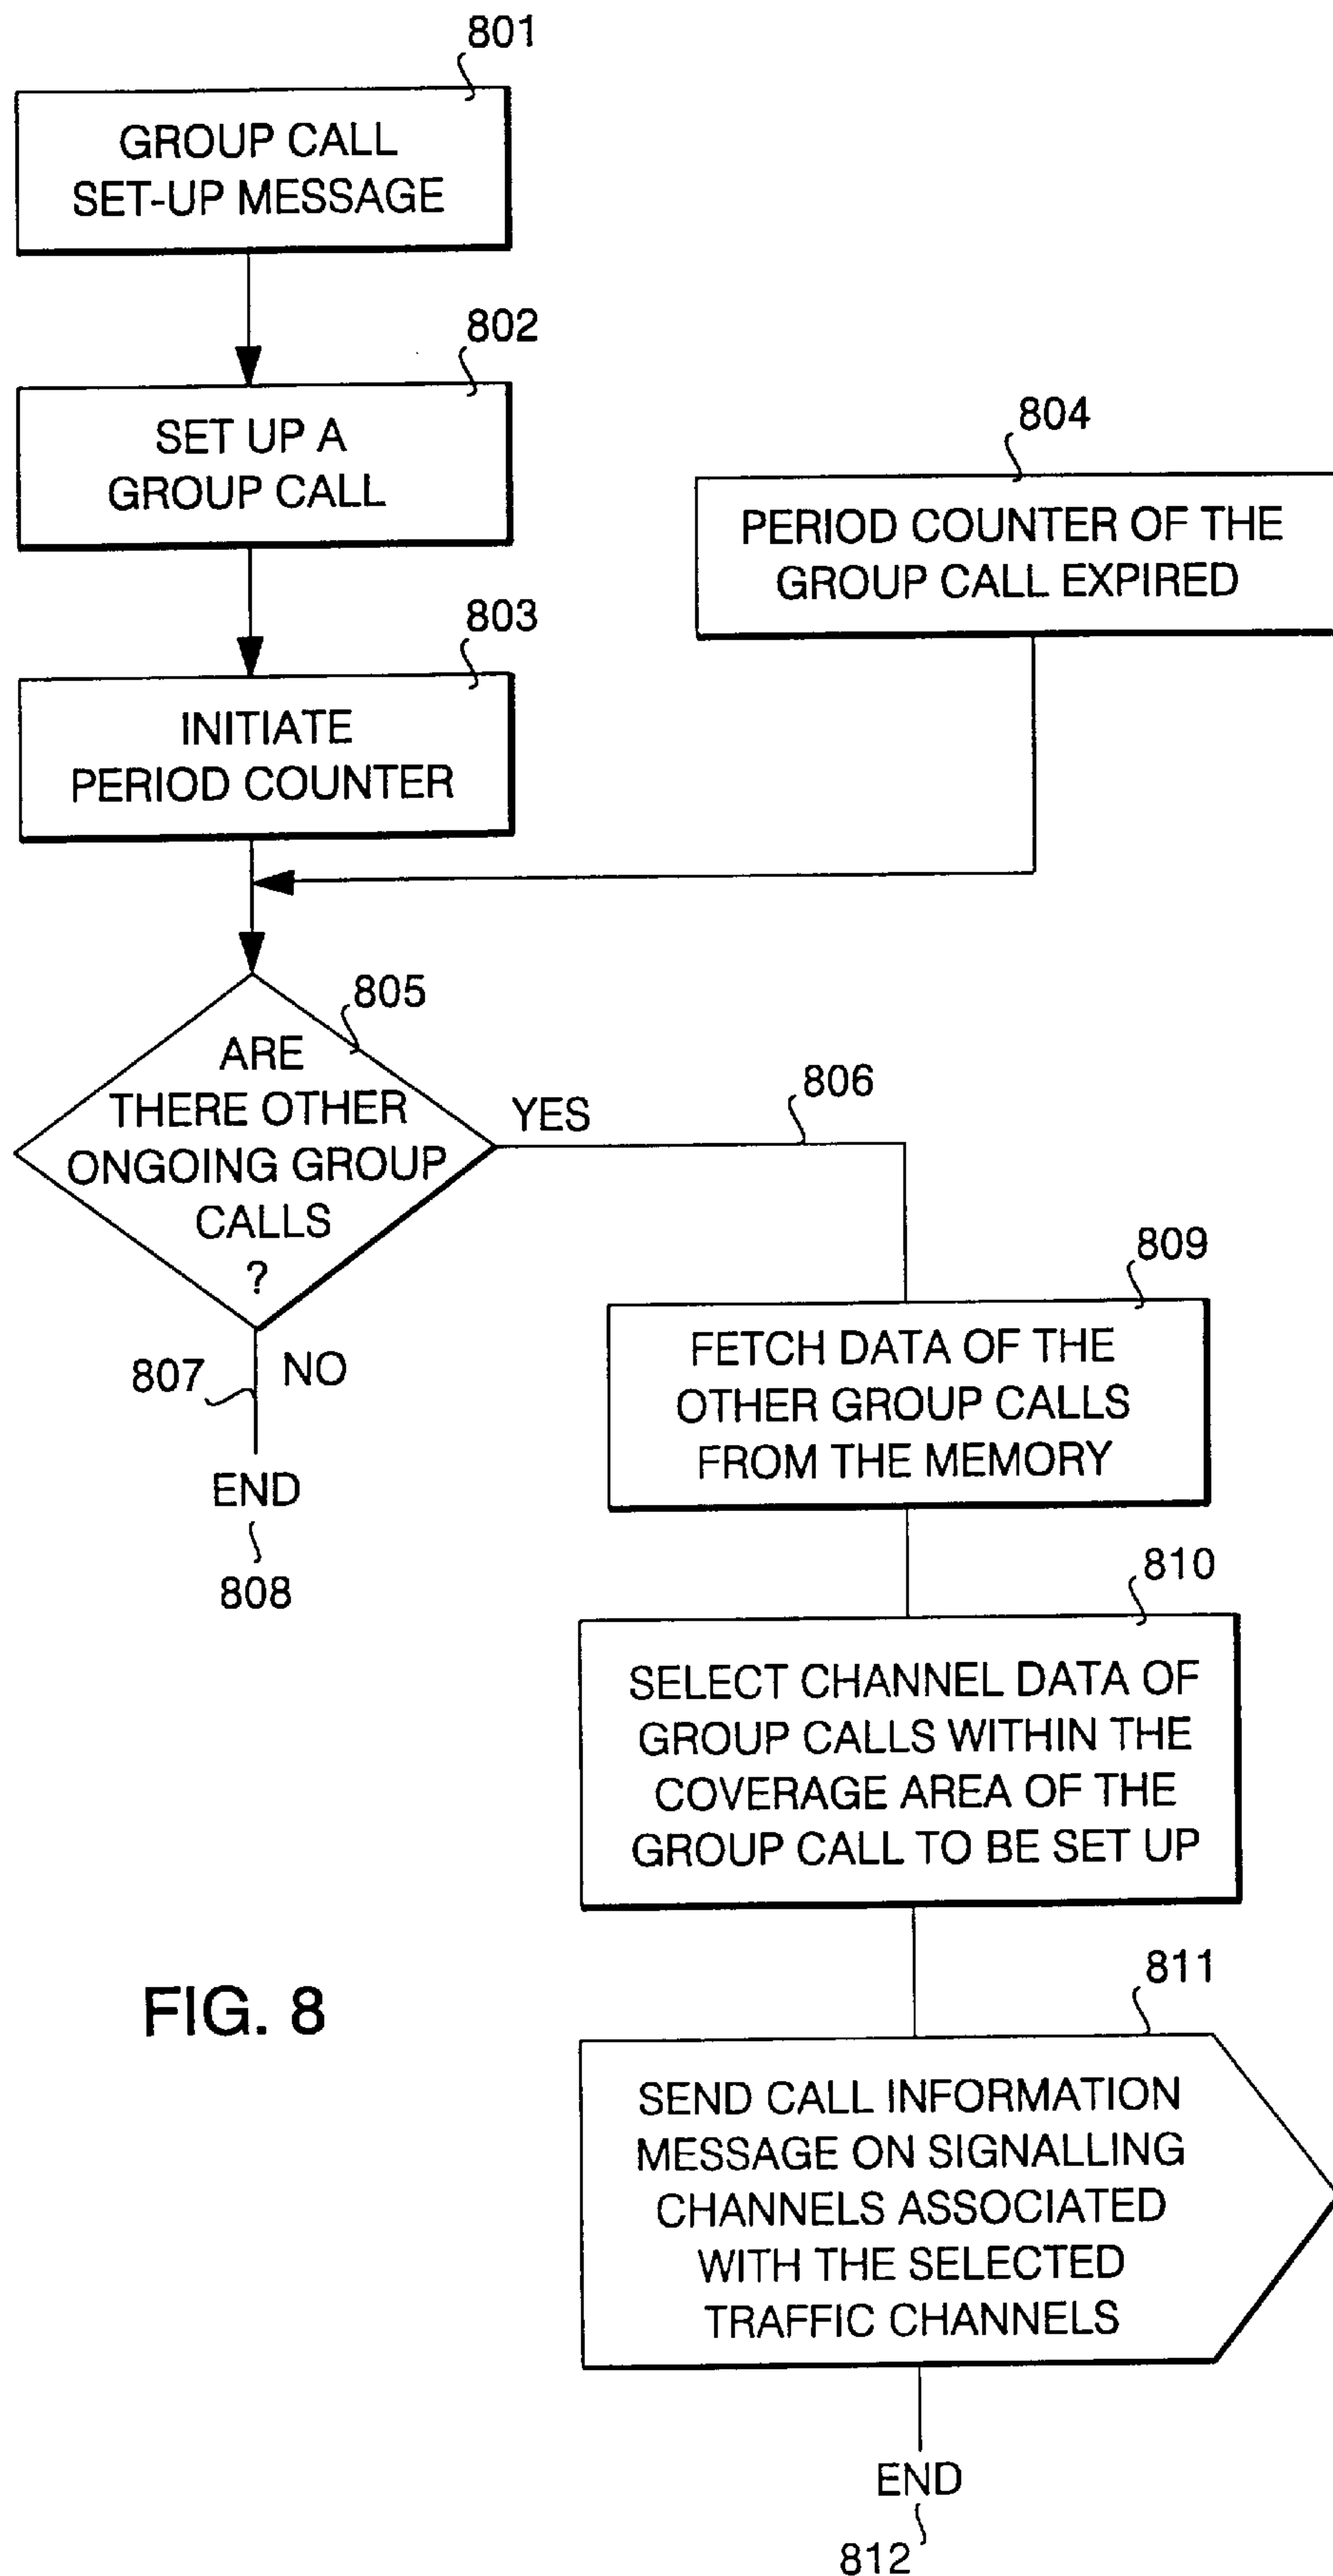 801
GROUP CALL
SET-UP MESSAGE
802
SET UP A
GROUP CALL
803
INITIATE
PERIOD COUNTER
804
PERIOD COUNTER OF THE
GROUP CALL EXPIRED
805
ARE
THERE OTHER
ONGOING GROUP
CALLS
?
YES
806
807
NO
END
808
809
FETCH DATA OF THE
OTHER GROUP CALLS
FROM THE MEMORY
810
SELECT CHANNEL DATA OF
GROUP CALLS WITHIN THE
COVERAGE AREA OF THE
GROUP CALL TO BE SET UP
811
SEND CALL INFORMATION
MESSAGE ON SIGNALLING
CHANNELS ASSOCIATED
WITH THE SELECTED
TRAFFIC CHANNELS
END
812
FIG. 8